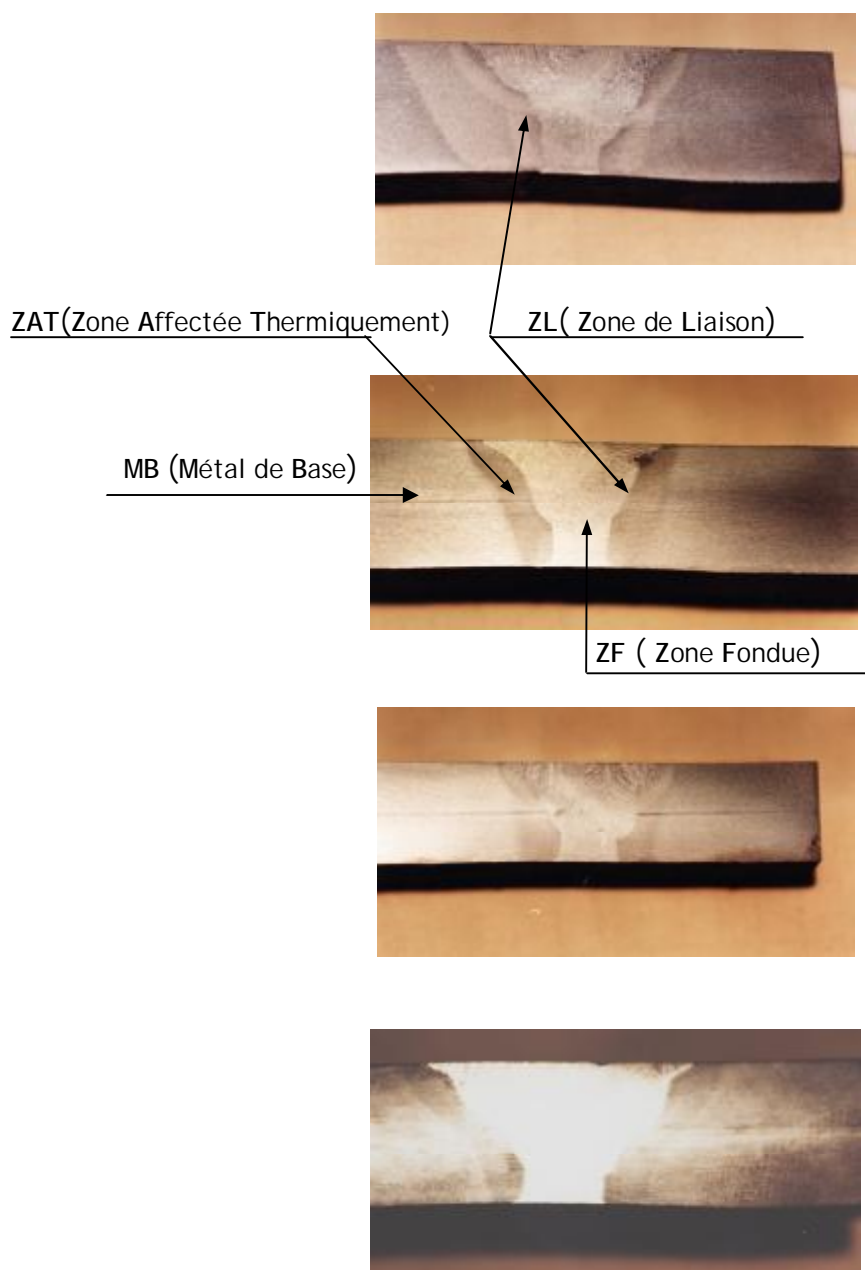 ZAT(Zone Affectée Thermiquement)
ZL( Zone de Liaison)
MB (Métal de Base)
ZF ( Zone Fondue)